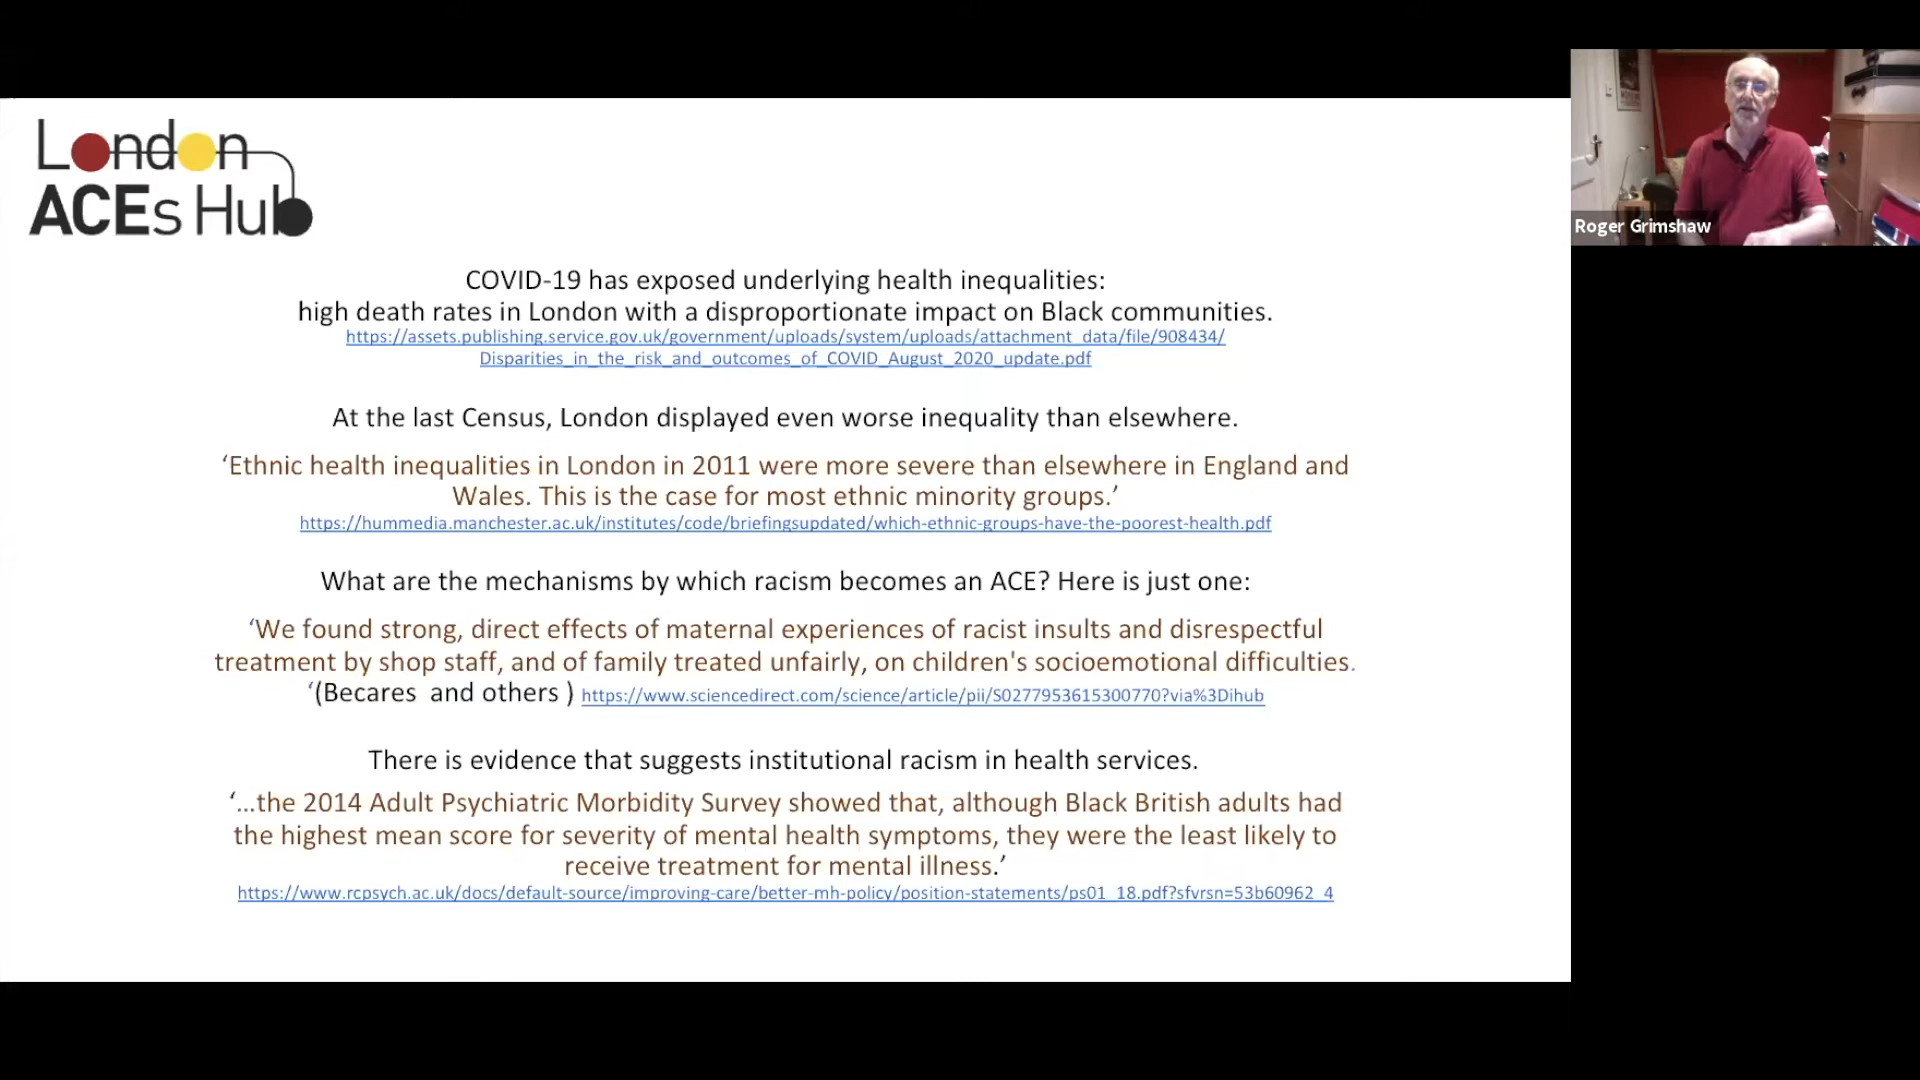 London
ACEs Hub
Roger Grimshaw
COVID-19 has exposed underlying health inequalities:
high death rates in London with a disproportionate impact on Black communities.
https://assets.publishing.service.gov.uk/government/uploads/system/uploads/attachment_data/file/908434/
Disparities_in_the_risk_and_outcomes_of_COVID_August_2020_update.pdf
At the last Census, London displayed even worse inequality than elsewhere.
‘Ethnic health inequalities in London in 2011 were more severe than elsewhere in England and
Wales. This is the case for most ethnic minority groups.’
https://hummedia.manchester.ac.uk/institutes/code/briefingsupdated/which-ethnic-groups-have-the-poorest-health.pdf
What are the mechanisms by which racism becomes an ACE? Here is just one:
‘We found strong, direct effects of maternal experiences of racist insults and disrespectful
treatment by shop staff, and of family treated unfairly, on children's socioemotional difficulties.
‘(Becares and others ) https://www.sciencedirect.com/science/article/pii/S0277953615300770?via%3Dihub
There is evidence that suggests institutional racism in health services.
‘...the 2014 Adult Psychiatric Morbidity Survey showed that, although Black British adults had
the highest mean score for severity of mental health symptoms, they were the least likely to
receive treatment for mental illness.’
https://www.rcpsych.ac.uk/docs/default-source/improving-care/better-mh-policy/position-statements/ps01_18.pdf?sfvrsn=53b60962_4